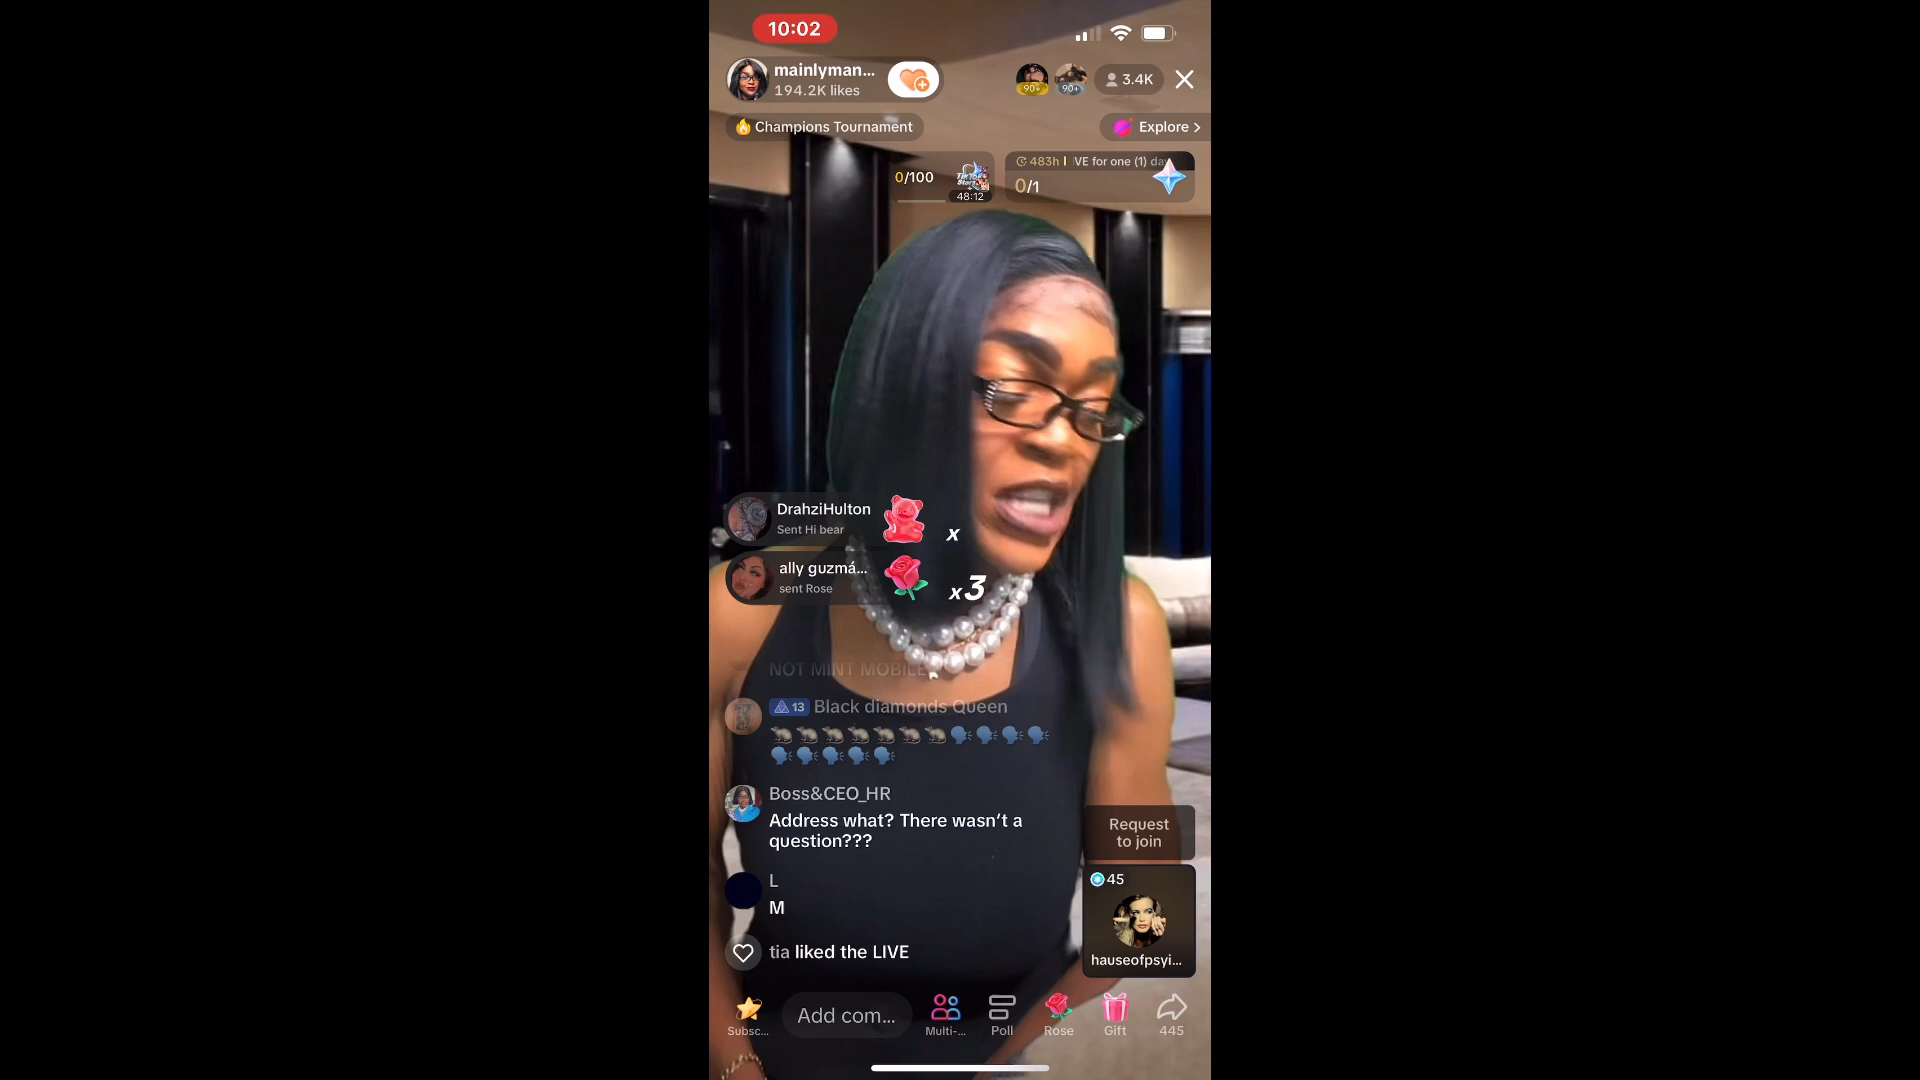 10:02
mainlyman...
194.2K likes
90+
90+
3.4K
Champions Tournament
Explore >
0/100
48:12
483h
VE for one (1) da
0/1
DrahziHulton
Sent Hi bear
x
ally guzmá...
sent Rose
x3
NOT MINT MOBILE
13 Black diamonds Queen
Boss&CEO_HR
Address what? There wasn't a
question???
L
M
tia liked the LIVE
Request
to join
45
hauseofpsyi...
Subsc...
Add com...
Multi-...
Poll
Rose
Gift
445